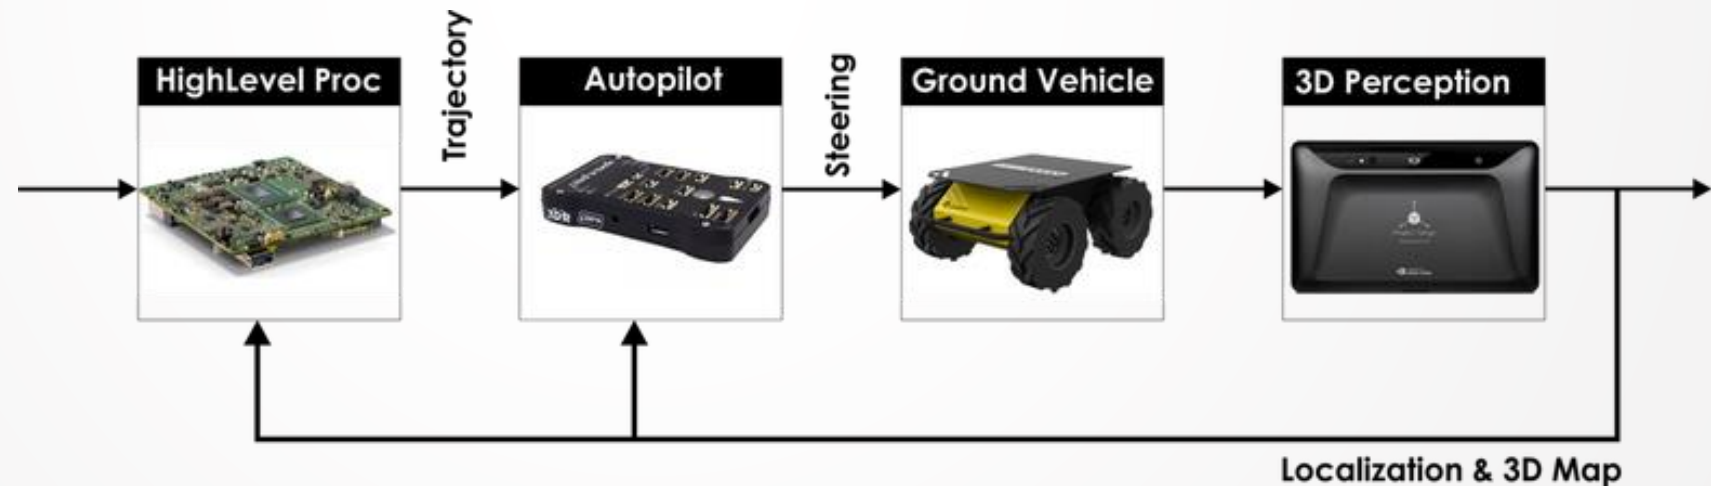 HighLevel Proc
Trajectory
Autopilot
Steering
Ground Vehicle
3D Perception
Localization & 3D Map